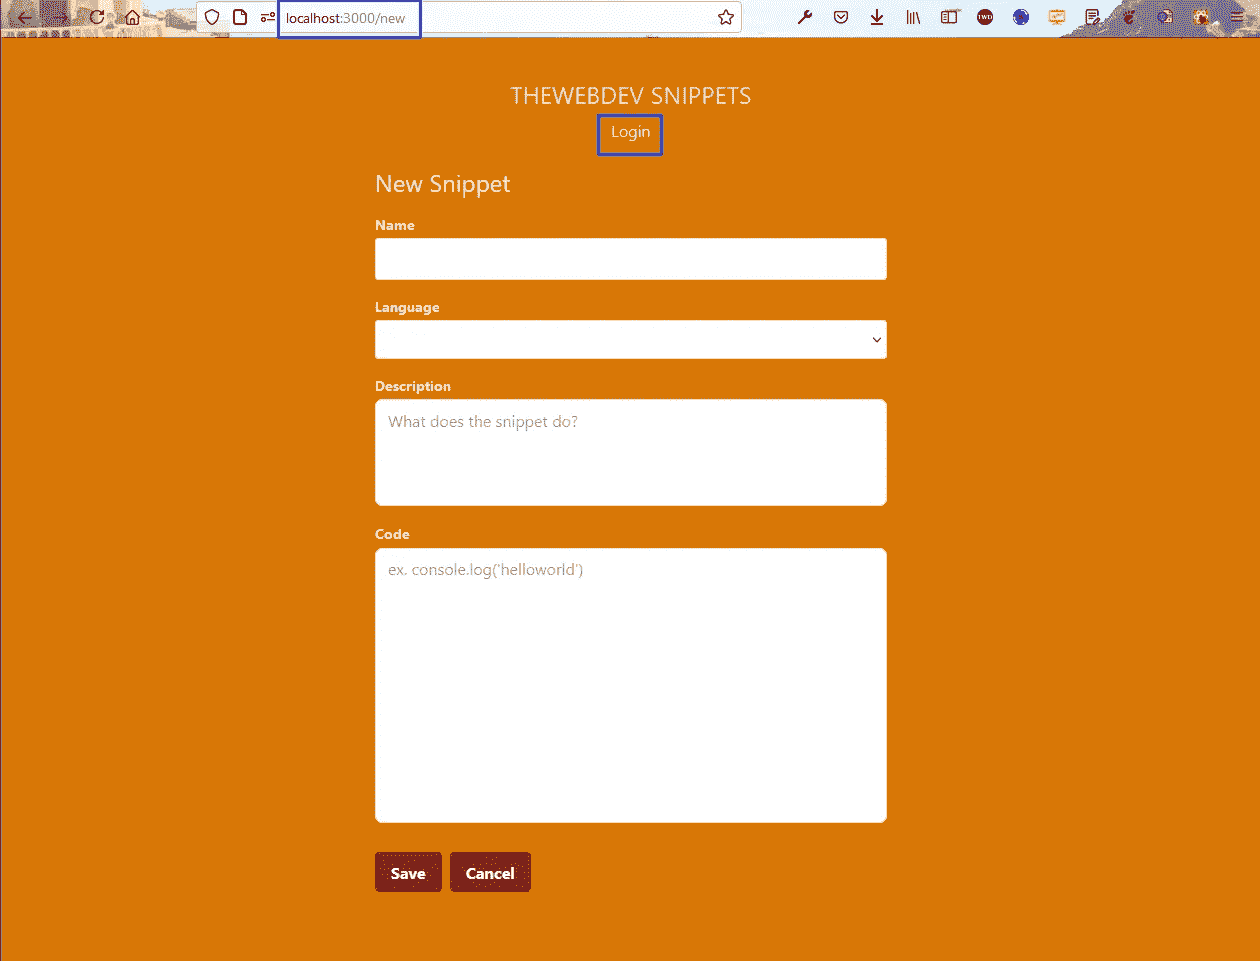 localhost:3000/new
TWD
THEWEBDEV SNIPPETS
Login
New Snippet
Name
Language
Description
What does the snippet do?
Code
ex. console.log('helloworld')
Save
Cancel